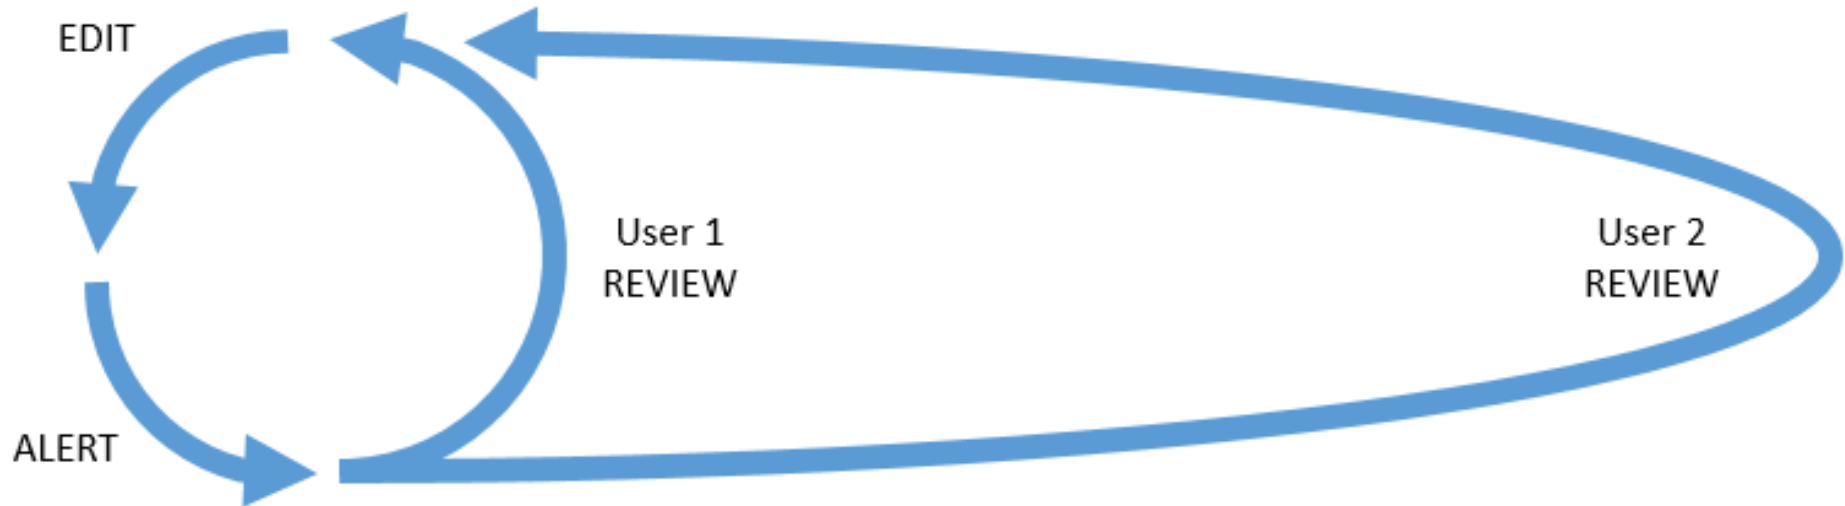 EDIT
User 1
REVIEW
User 2
REVIEW
ALERT